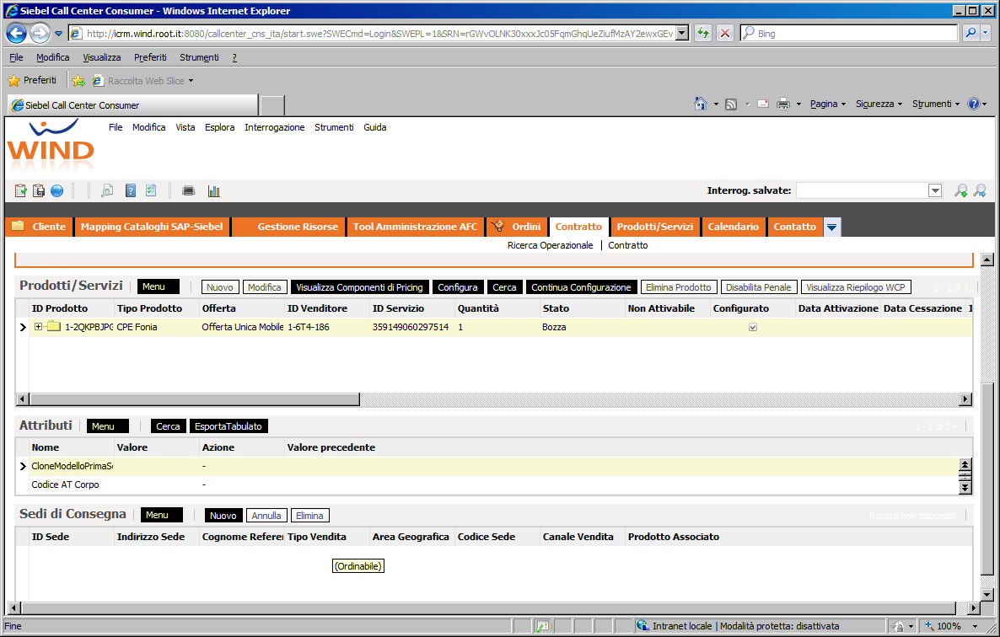 Siebel Call Center Consumer - Windows Internet Explorer
http://icrm.wind.root.it:8080/callcenter_cns_ita/start.swe?SWECmd=Login&SWEPL=1&SRN=rGWvOLNK30xxxJc05FqmGhqUeZiufMzAY2ewxGEv
Bing
File Modifica Visualizza Preferiti Strumenti ?
Preferiti Raccolta Web Slice
Siebel Call Center Consumer
Pagina Sicurezza Strumenti
WIND
File Modifica Vista Esplora Interrogazione Strumenti Guida
Interrog. salvate:
Cliente Mapping Cataloghi SAP-Siebel Gestione Risorse Tool Amministrazione AFC Ordini Contratto Prodotti/Servizi Calendario Contatto
Ricerca Operazionale | Contratto
Prodotti/Servizi Menu Nuovo Modifica Visualizza Componenti di Pricing Configura Cerca Continua Configurazione Elimina Prodotto Disabilita Penale Visualizza Riepilogo WCP 1 - 1 di 1
ID Prodotto Tipo Prodotto Offerta ID Venditore ID Servizio Quantità Stato Non Attivabile Configurato Data Attivazione Data Cessazione I
1-2QKPBJPG CPE Fonia Offerta Unica Mobile 1-6T4-186 359149060297514 1 Bozza
Attributi Menu Cerca EsportaTabulato 1 - 2 di 2+
Nome Valore Azione Valore precedente
CloneModelloPrimaSe -
Codice AT Corpo -
Sedi di Consegna Menu Nuovo Annulla Elimina Record non disponibili
ID Sede Indirizzo Sede Cognome Referen Tipo Vendita Area Geografica Codice Sede Canale Vendita Prodotto Associato
(Ordinabile)
Fine Intranet locale | Modalità protetta: disattivata 100%